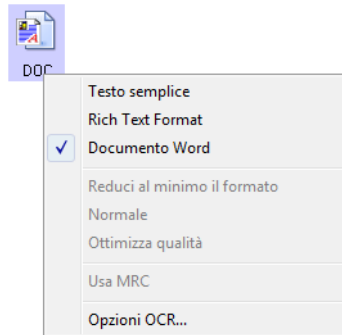 DOC
Testo semplice
Rich Text Format
Documento Word
Reduci al minimo il formato
Normale
Ottimizza qualità
Usa MRC
Opzioni OCR...